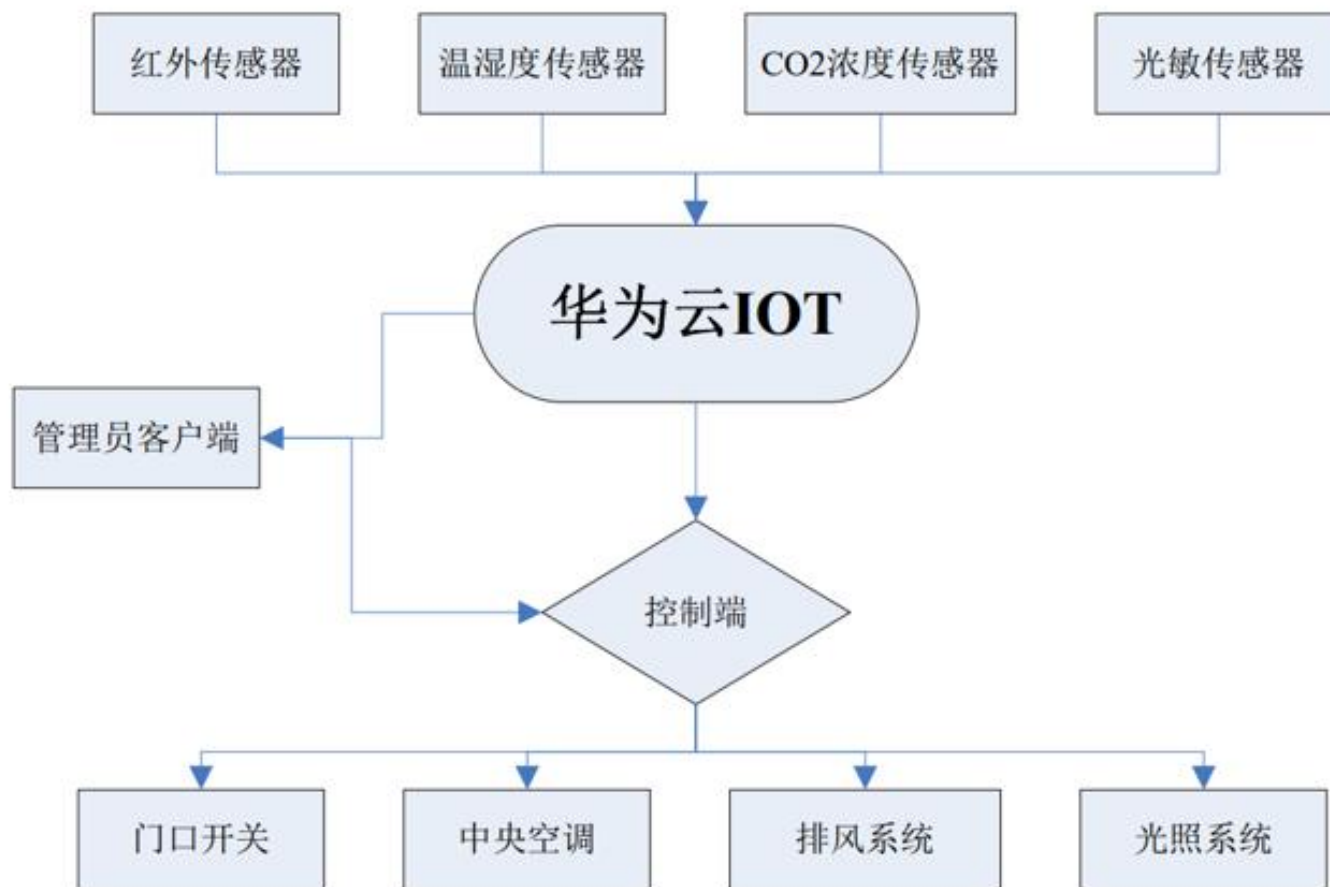 红外传感器
温湿度传感器
CO2浓度传感器
光敏传感器
华为云IOT
管理员客户端
控制端
门口开关
中央空调
排风系统
光照系统